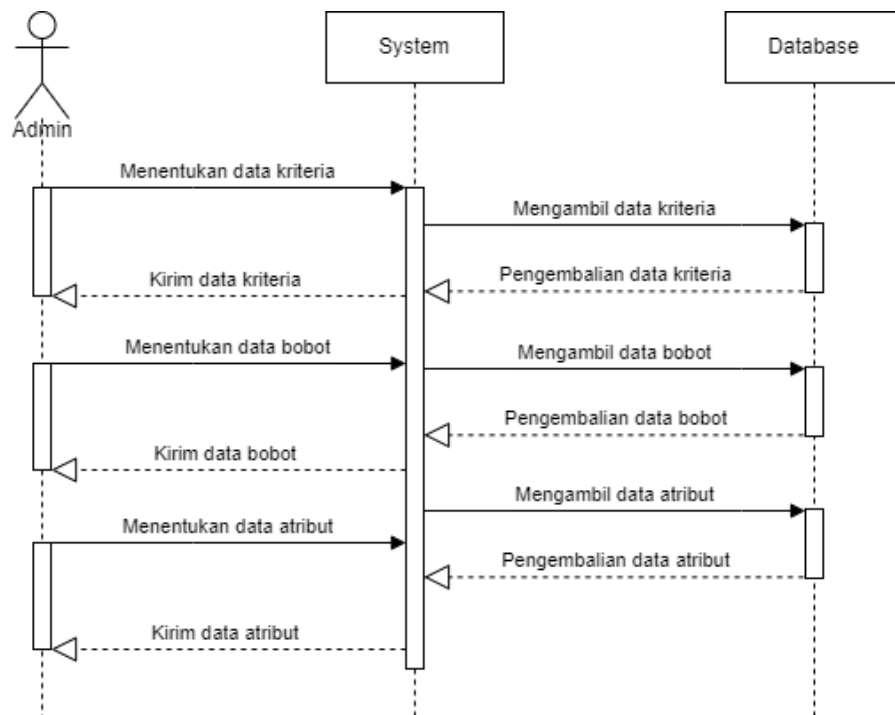 System
Database
Admin
Menentukan data kriteria
Mengambil data kriteria
Pengembalian data kriteria
Kirim data kriteria
Menentukan data bobot
Mengambil data bobot
Pengembalian data bobot
Kirim data bobot
Mengambil data atribut
Menentukan data atribut
Pengembalian data atribut
Kirim data atribut